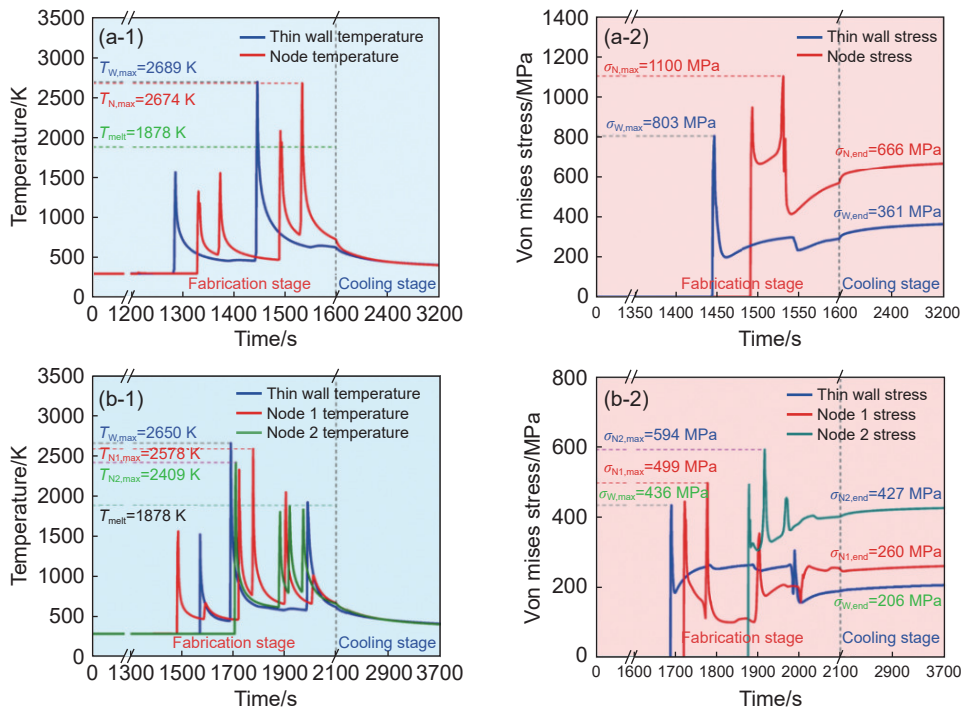 (a-1)
Thin wall temperature
Node temperature
T_W,max=2689 K
T_N,max=2674 K
T_melt=1878 K
3500
3000
2500
2000
1500
1000
500
0
Temperature/K
Fabrication stage
Cooling stage
0
1200
1300
1500
1600
2400
3200
Time/s
(a-2)
Thin wall stress
Node stress
σ_N,max=1100 MPa
σ_W,max=803 MPa
σ_N,end=666 MPa
σ_W,end=361 MPa
1400
1200
1000
800
600
400
200
0
Von mises stress/MPa
Fabrication stage
Cooling stage
0
1350
1450
1500
1550
1600
2400
3200
Time/s
(b-1)
Thin wall temperature
Node 1 temperature
Node 2 temperature
T_W,max=2650 K
T_N1,max=2578 K
T_N2,max=2409 K
T_melt=1878 K
3500
3000
2500
2000
1500
1000
500
0
Temperature/K
Fabrication stage
Cooling stage
0
1300
1500
1700
1900
2100
2900
3700
Time/s
(b-2)
Thin wall stress
Node 1 stress
Node 2 stress
σ_N2,max=594 MPa
σ_N1,max=499 MPa
σ_W,max=436 MPa
σ_N2,end=427 MPa
σ_N1,end=260 MPa
σ_W,end=206 MPa
800
600
400
200
0
Von mises stress/MPa
Fabrication stage
Cooling stage
0
1600
1700
1800
1900
2000
2100
2900
3700
Time/s